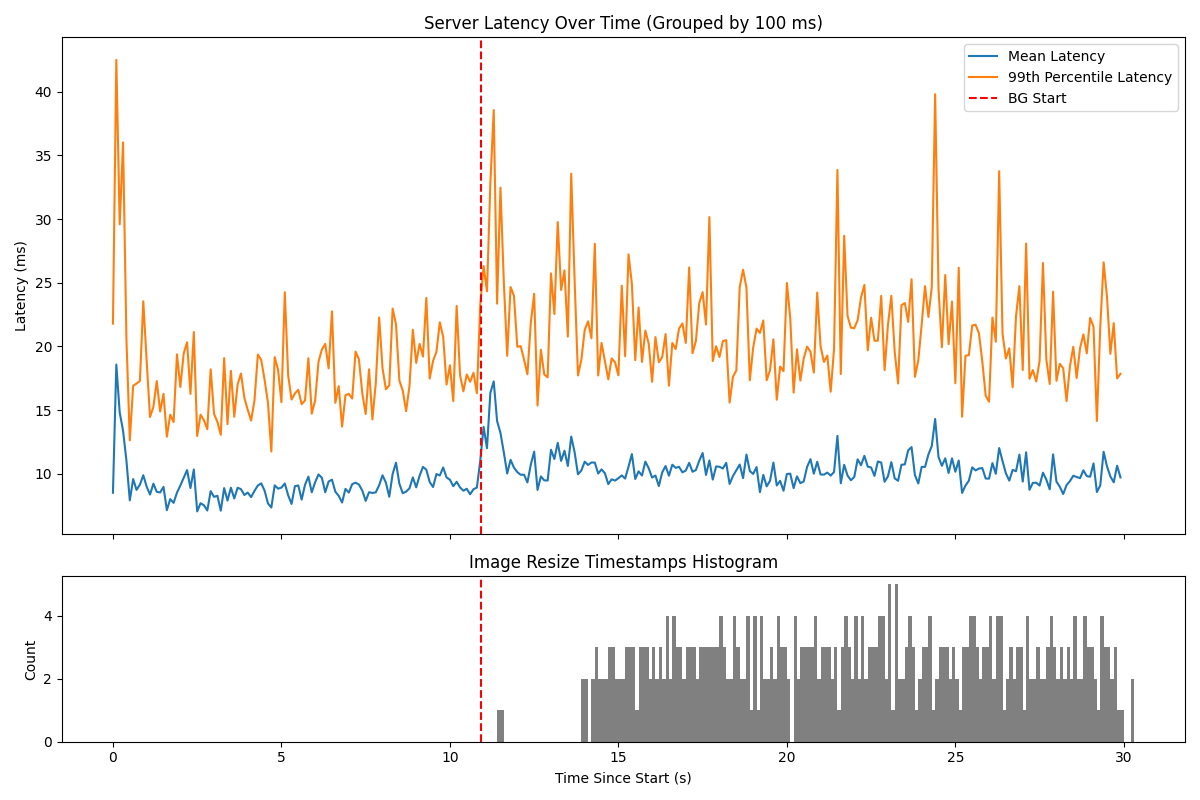 Server Latency Over Time (Grouped by 100 ms)
Mean Latency
99th Percentile Latency
BG Start
Latency (ms)
40
35
30
25
20
15
10
Image Resize Timestamps Histogram
Count
4
2
0
0 5 10 15 20 25 30
Time Since Start (s)